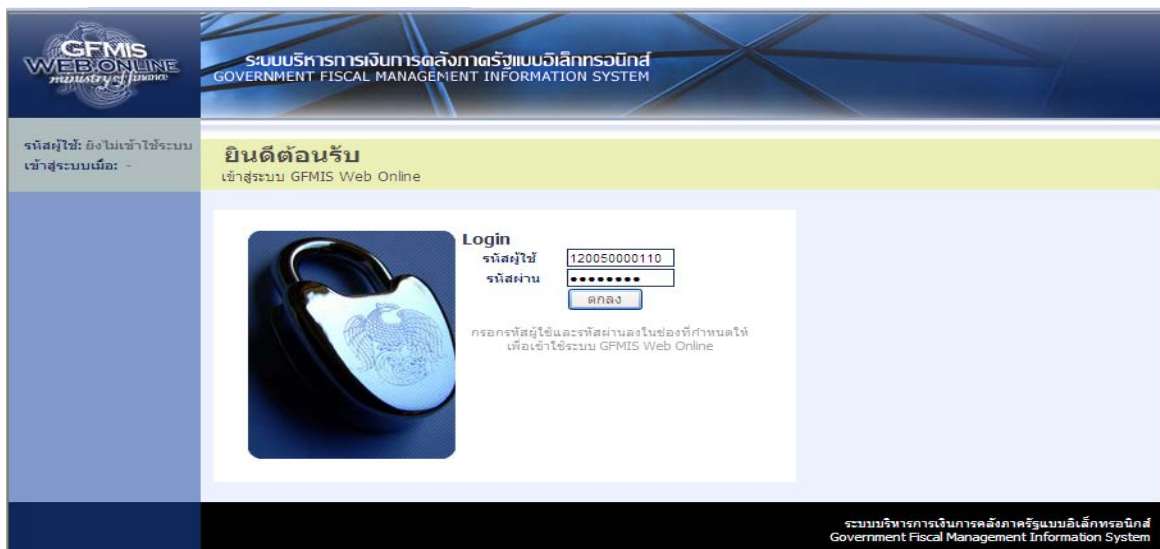 GFMIS
WEB ONLINE
ministry of finance
ระบบบริหารการเงินการคลังภาครัฐแบบอิเล็กทรอนิกส์
GOVERNMENT FISCAL MANAGEMENT INFORMATION SYSTEM
รหัสผู้ใช้: ยังไม่เข้าใช้ระบบ
เข้าสู่ระบบเมื่อ: -
ยินดีต้อนรับ
เข้าสู่ระบบ GFMIS Web Online
Login
รหัสผู้ใช้ 120050000110
รหัสผ่าน ••••••••
ตกลง
กรอกรหัสผู้ใช้และรหัสผ่านลงในช่องที่กำหนดให้
เพื่อเข้าใช้ระบบ GFMIS Web Online
ระบบบริหารการเงินการคลังภาครัฐแบบอิเล็กทรอนิกส์
Government Fiscal Management Information System